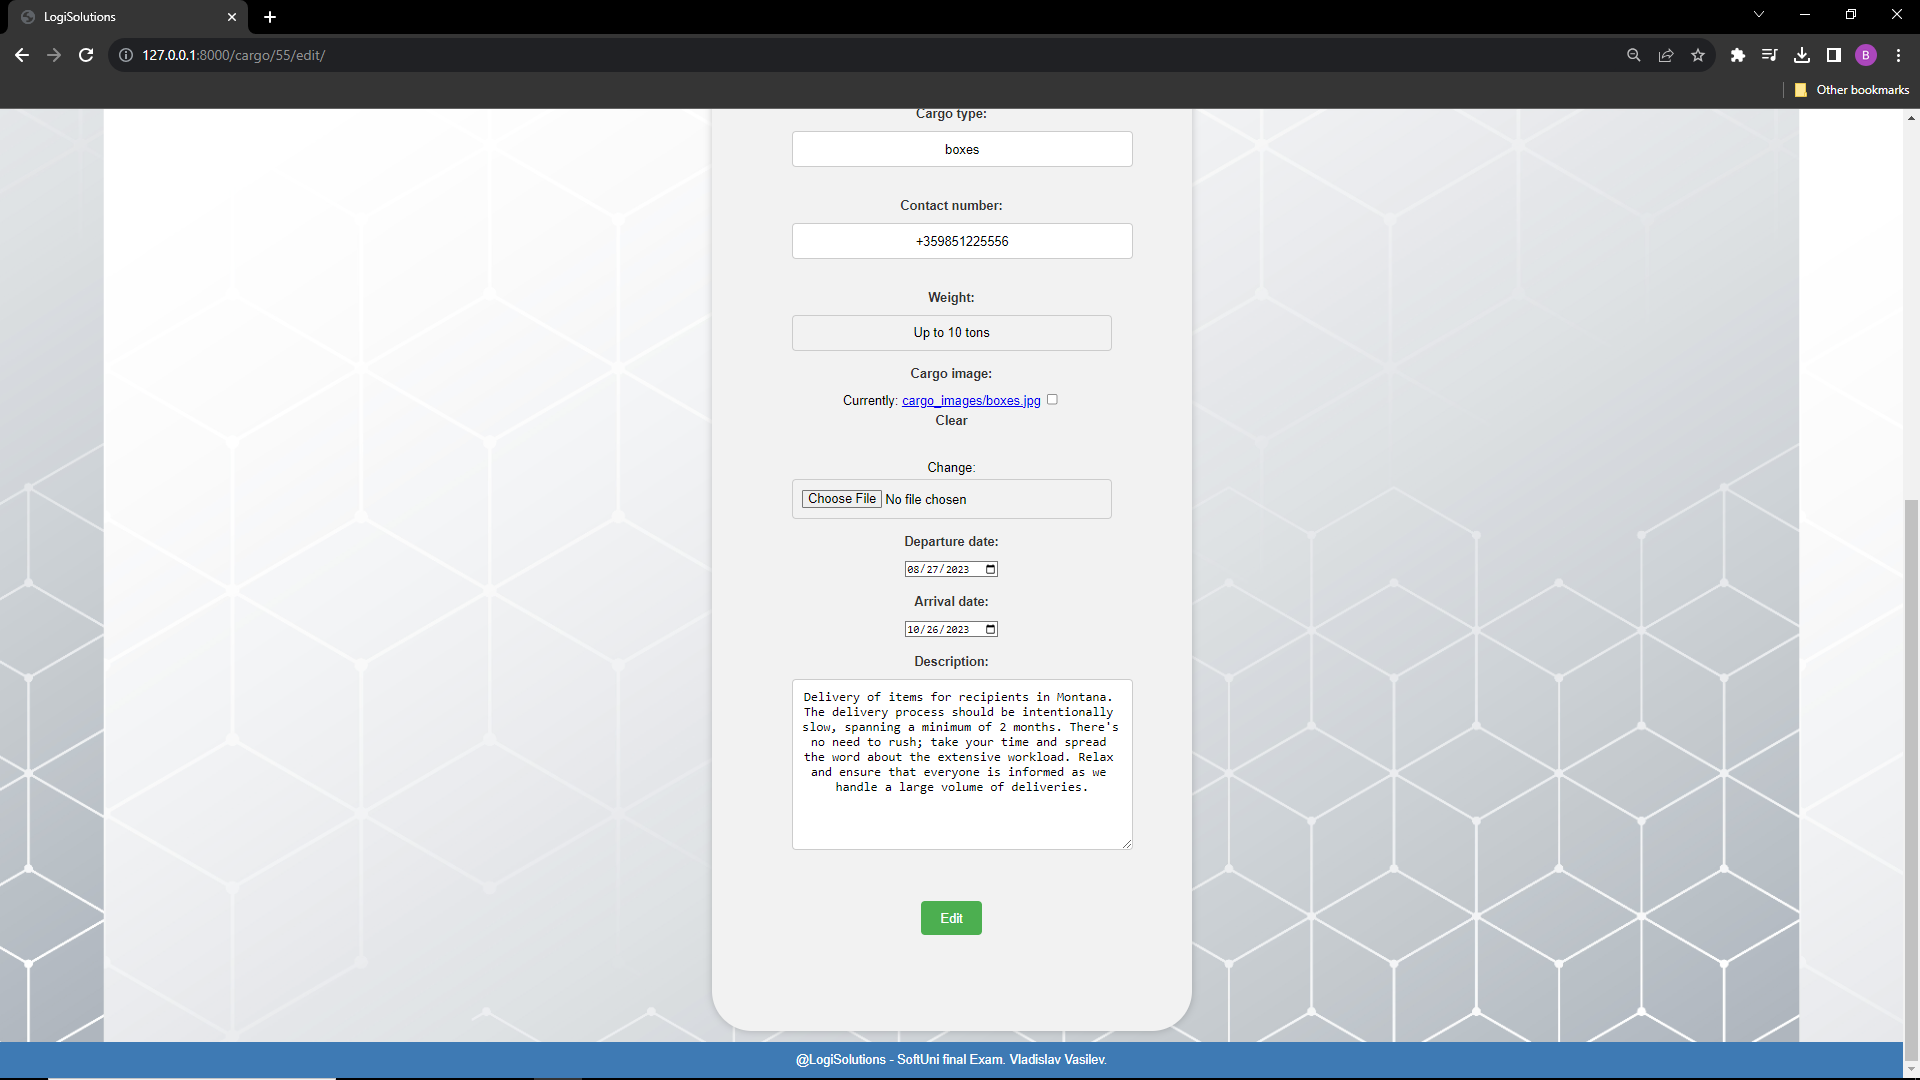 LogiSolutions
127.0.0.1:8000/cargo/55/edit/
B
Other bookmarks
Cargo type:
boxes
Contact number:
+359851225556
Weight:
Up to 10 tons
Cargo image:
Currently: cargo_images/boxes.jpg
Clear
Change:
Choose File No file chosen
Departure date:
08/27/2023
Arrival date:
10/26/2023
Description:
Delivery of items for recipients in Montana.
The delivery process should be intentionally
slow, spanning a minimum of 2 months. There's
no need to rush; take your time and spread
the word about the extensive workload. Relax
and ensure that everyone is informed as we
handle a large volume of deliveries.
Edit
@LogiSolutions - SoftUni final Exam. Vladislav Vasilev.